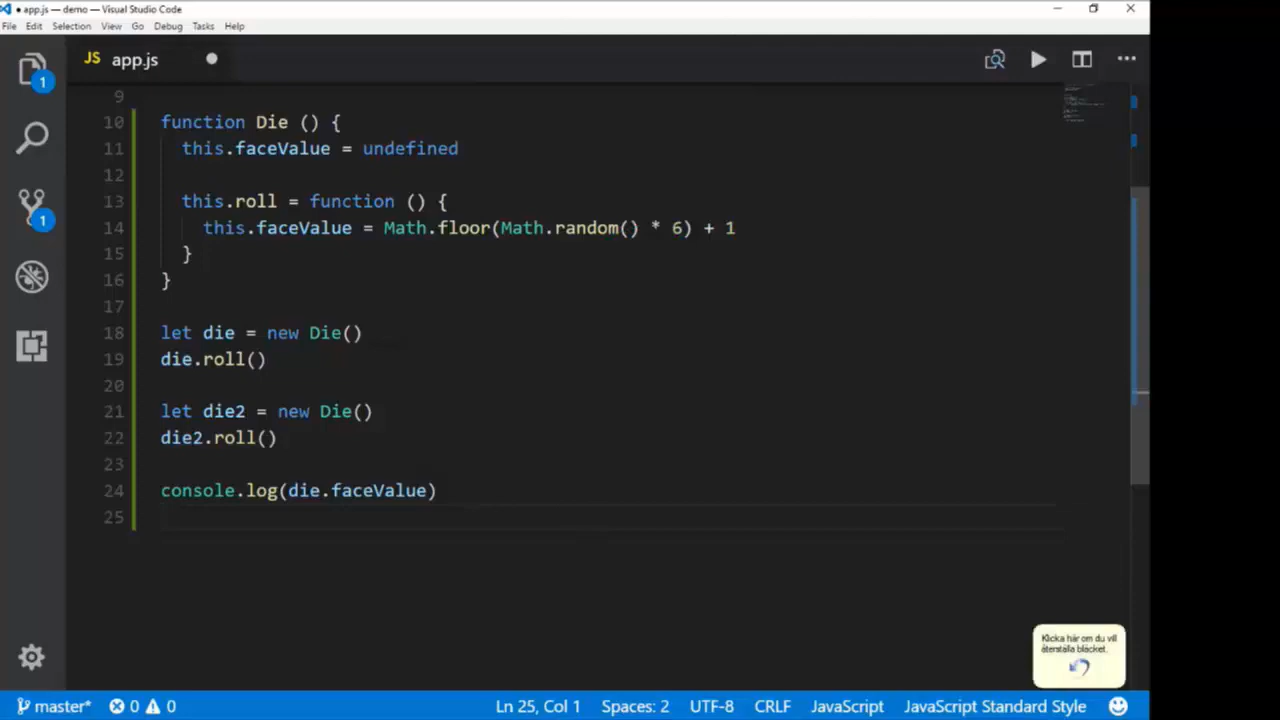 app.js — demo — Visual Studio Code
File Edit Selection View Go Debug Tasks Help
JS app.js
1
1
9
10 function Die () {
11 this.faceValue = undefined
12
13 this.roll = function () {
14 this.faceValue = Math.floor(Math.random() * 6) + 1
15 }
16 }
17
18 let die = new Die()
19 die.roll()
20
21 let die2 = new Die()
22 die2.roll()
23
24 console.log(die.faceValue)
25
Klicka här om du vill
återställa bläcket.
master* 0 0 Ln 25, Col 1 Spaces: 2 UTF-8 CRLF JavaScript JavaScript Standard Style